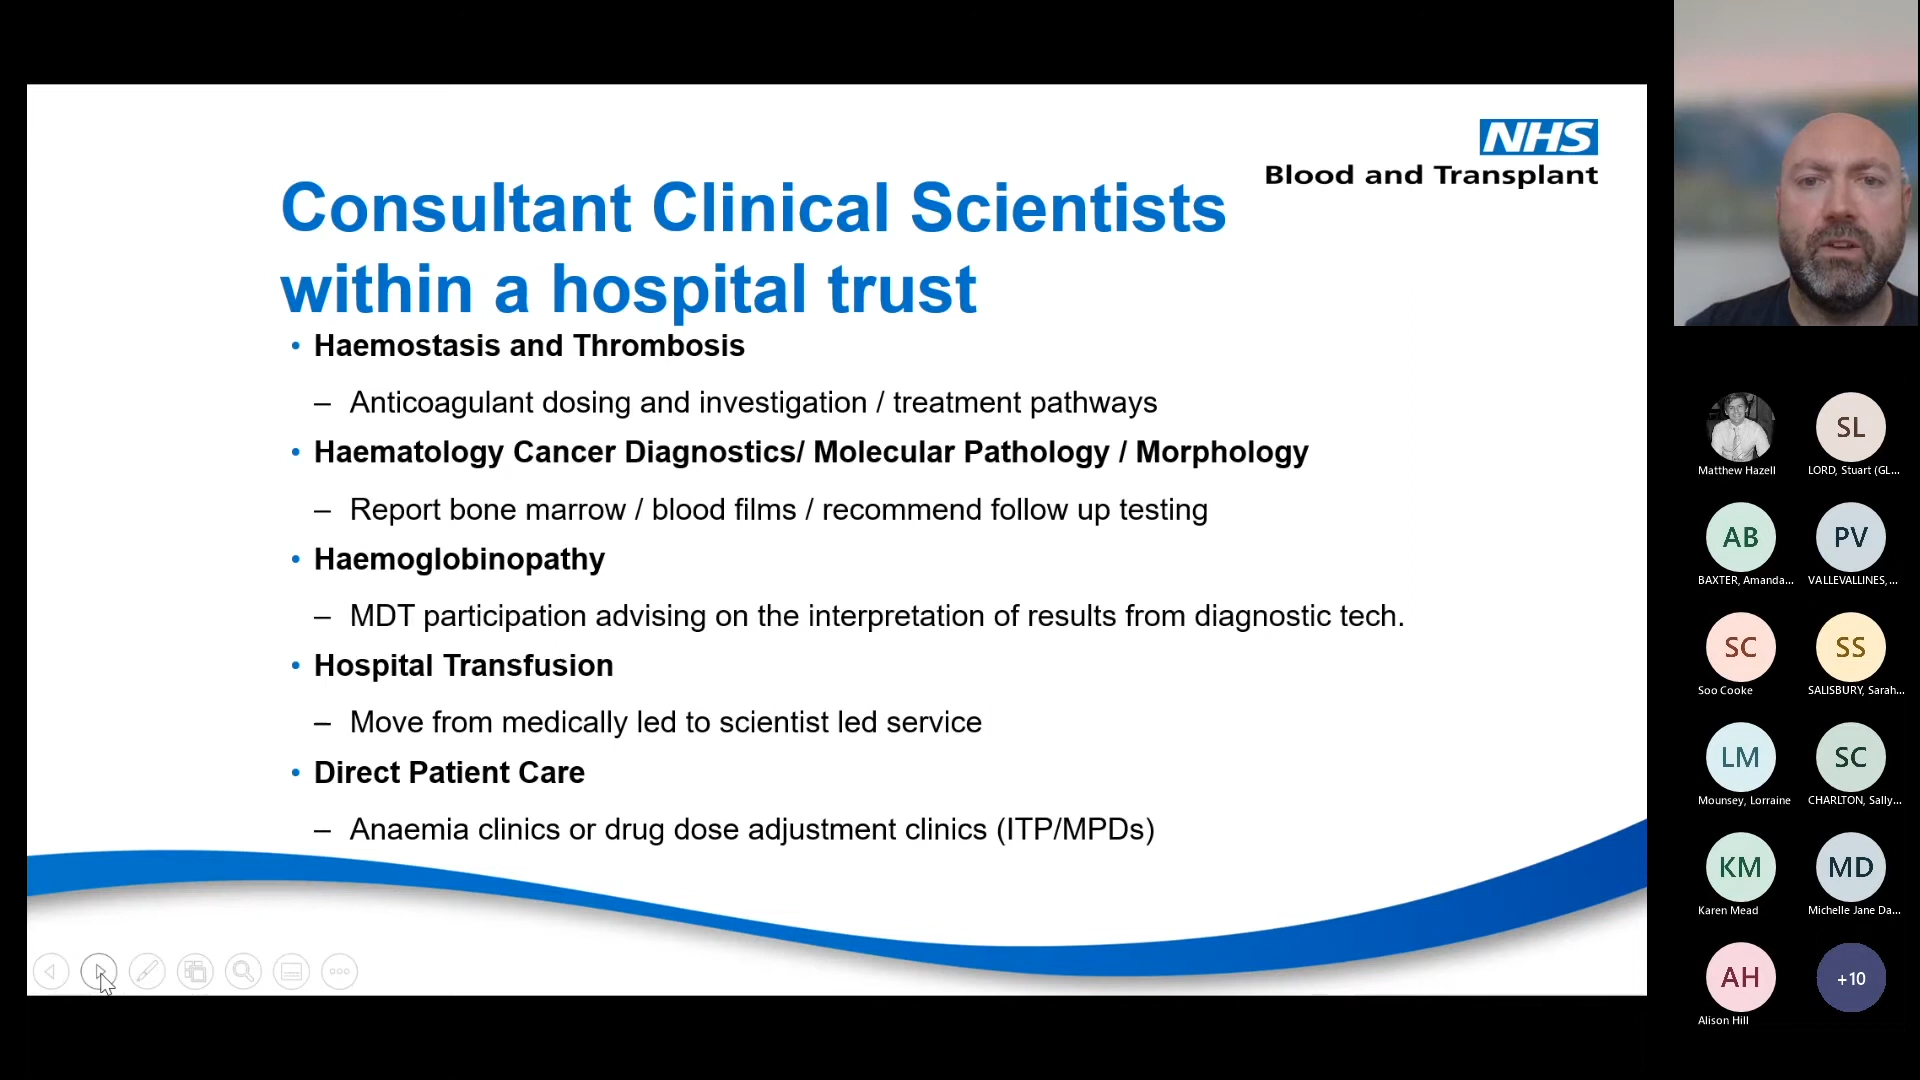 NHS
Blood and Transplant
Consultant Clinical Scientists
within a hospital trust
• Haemostasis and Thrombosis
– Anticoagulant dosing and investigation / treatment pathways
• Haematology Cancer Diagnostics/ Molecular Pathology / Morphology
– Report bone marrow / blood films / recommend follow up testing
• Haemoglobinopathy
– MDT participation advising on the interpretation of results from diagnostic tech.
• Hospital Transfusion
– Move from medically led to scientist led service
• Direct Patient Care
– Anaemia clinics or drug dose adjustment clinics (ITP/MPDs)
Matthew Hazell
SL
LORD, Stuart (GL...
AB
BAXTER, Amanda...
PV
VALLEVALLINES,...
SC
Soo Cooke
SS
SALISBURY, Sarah...
LM
Mounsey, Lorraine
SC
CHARLTON, Sally...
KM
Karen Mead
MD
Michelle Jane Da...
AH
Alison Hill
+10